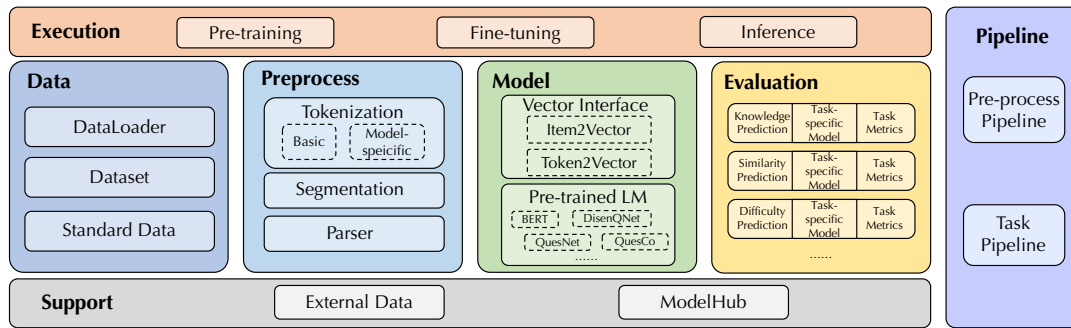 Execution
Pre-training
Fine-tuning
Inference
Data
DataLoader
Dataset
Standard Data
Preprocess
Tokenization
Basic
Model-
speicific
Segmentation
Parser
Model
Vector Interface
Item2Vector
Token2Vector
Pre-trained LM
BERT
DisenQNet
QuesNet
QuesCo
......
Evaluation
Knowledge
Prediction
Task-
specific
Model
Task
Metrics
Similarity
Prediction
Task-
specific
Model
Task
Metrics
Difficulty
Prediction
Task-
specific
Model
Task
Metrics
......
Support
External Data
ModelHub
Pipeline
Pre-process
Pipeline
Task
Pipeline